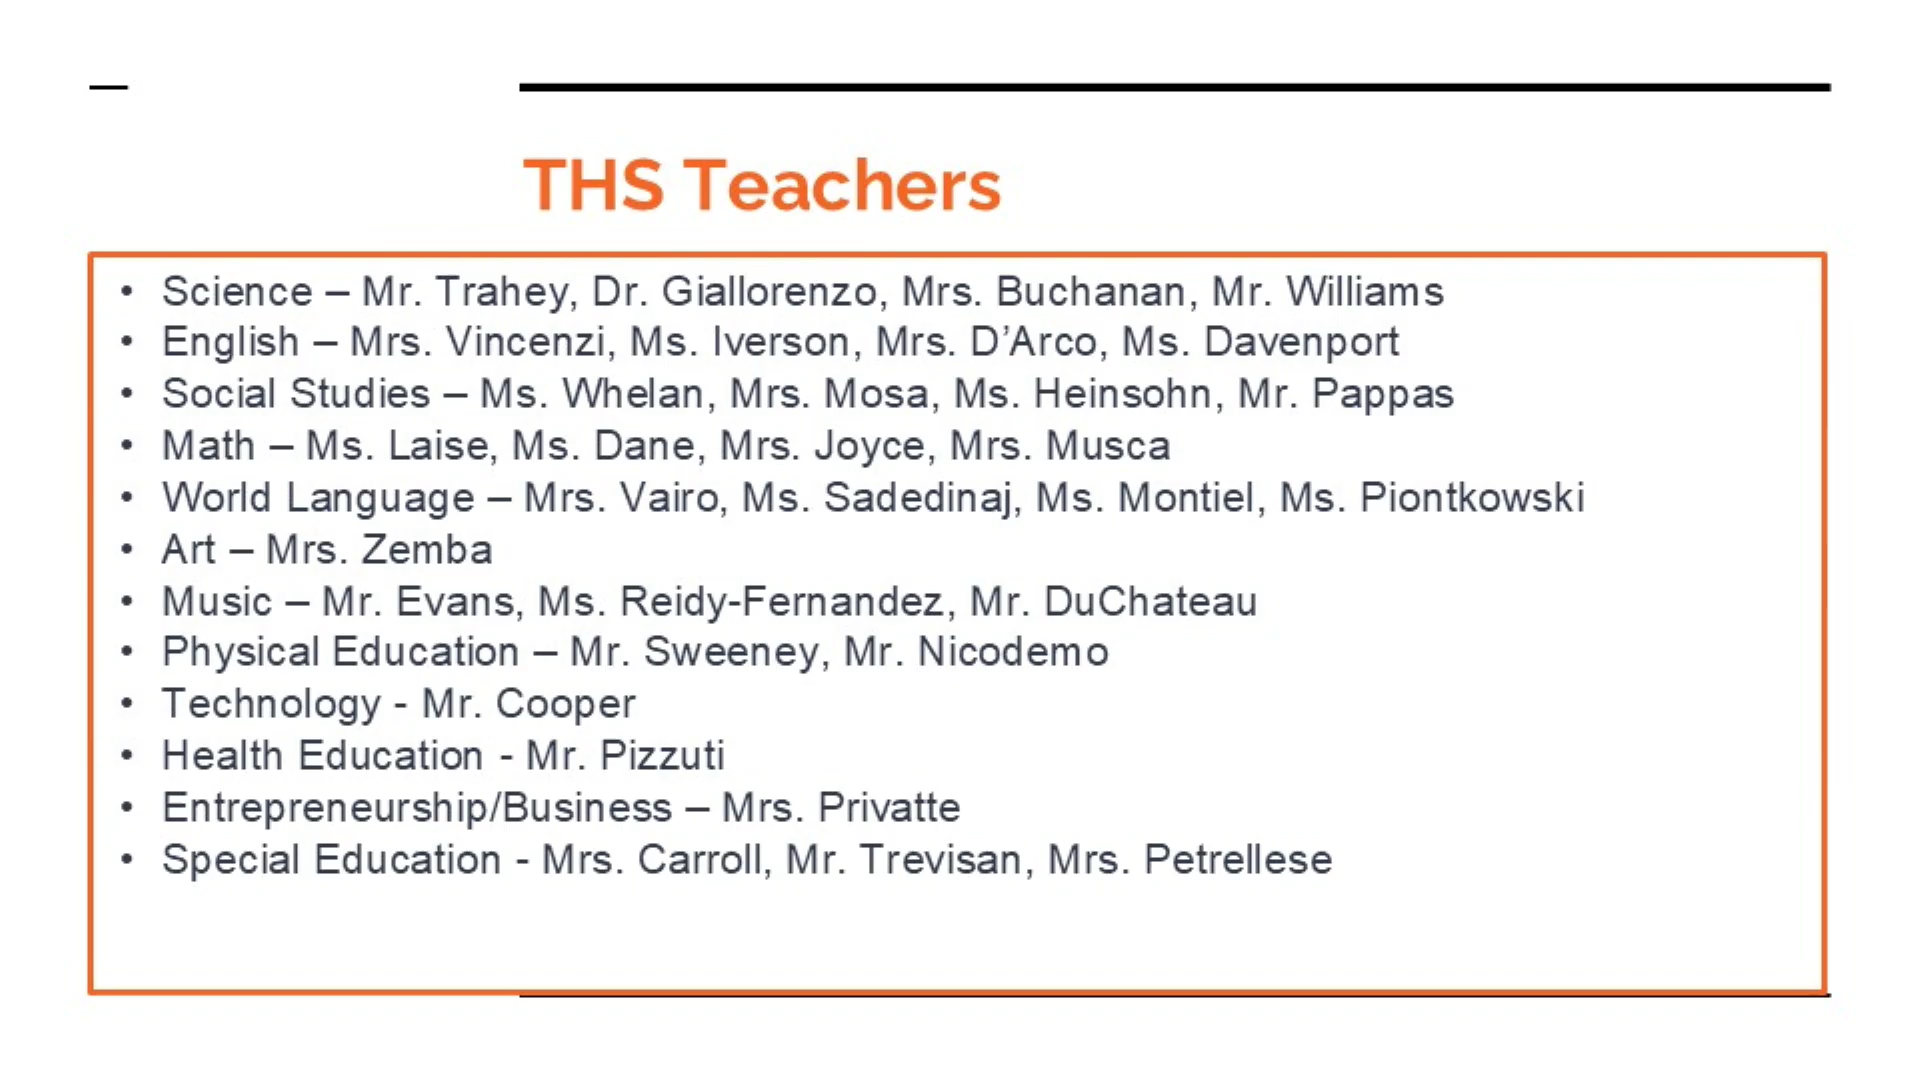 THS Teachers
• Science – Mr. Trahey, Dr. Giallorenzo, Mrs. Buchanan, Mr. Williams
• English – Mrs. Vincenzi, Ms. Iverson, Mrs. D’Arco, Ms. Davenport
• Social Studies – Ms. Whelan, Mrs. Mosa, Ms. Heinsohn, Mr. Pappas
• Math – Ms. Laise, Ms. Dane, Mrs. Joyce, Mrs. Musca
• World Language – Mrs. Vairo, Ms. Sadedinaj, Ms. Montiel, Ms. Piontkowski
• Art – Mrs. Zemba
• Music – Mr. Evans, Ms. Reidy-Fernandez, Mr. DuChateau
• Physical Education – Mr. Sweeney, Mr. Nicodemo
• Technology - Mr. Cooper
• Health Education - Mr. Pizzuti
• Entrepreneurship/Business – Mrs. Privatte
• Special Education - Mrs. Carroll, Mr. Trevisan, Mrs. Petrellese